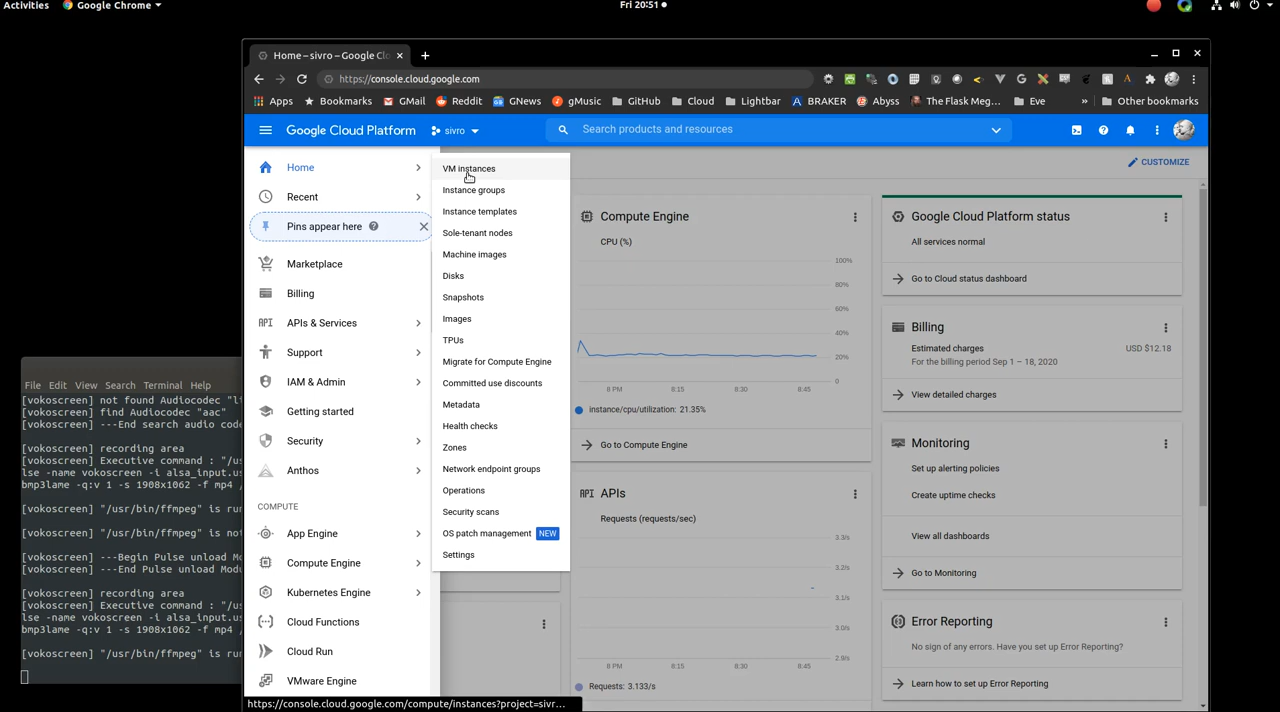 Activities
Google Chrome
Fri 20:51
Home – sivro – Google Clo
https://console.cloud.google.com
Apps
Bookmarks
GMail
Reddit
GNews
gMusic
GitHub
Cloud
Lightbar
BRAKER
Abyss
The Flask Meg…
Eve
»
Other bookmarks
Google Cloud Platform
sivro
Search products and resources
Home
Recent
Pins appear here
Marketplace
Billing
APIs & Services
Support
IAM & Admin
Getting started
Security
Anthos
COMPUTE
App Engine
Compute Engine
Kubernetes Engine
Cloud Functions
Cloud Run
VMware Engine
VM instances
Instance groups
Instance templates
Sole-tenant nodes
Machine images
Disks
Snapshots
Images
TPUs
Migrate for Compute Engine
Committed use discounts
Metadata
Health checks
Zones
Network endpoint groups
Operations
Security scans
OS patch management NEW
Settings
CUSTOMIZE
Compute Engine
CPU (%)
100%
80%
60%
40%
20%
0
8 PM 8:15 8:30 8:45
instance/cpu/utilization: 21.35%
Go to Compute Engine
API APIs
Requests (requests/sec)
3.3/s
3.2/s
3.1/s
3.0/s
2.9/s
8 PM 8:15 8:30 8:45
Requests: 3.133/s
Google Cloud Platform status
All services normal
Go to Cloud status dashboard
Billing
Estimated charges USD $12.18
For the billing period Sep 1 – 18, 2020
View detailed charges
Monitoring
Set up alerting policies
Create uptime checks
View all dashboards
Go to Monitoring
Error Reporting
No sign of any errors. Have you set up Error Reporting?
Learn how to set up Error Reporting
File Edit View Search Terminal Help
[vokoscreen] not found Audiocodec "li
[vokoscreen] find Audiocodec "aac"
[vokoscreen] ---End search audio code
[vokoscreen] recording area
[vokoscreen] Executive command : "/us
lse -name vokoscreen -i alsa_input.us
bmp3lame -q:v 1 -s 1908x1062 -f mp4 /
[vokoscreen] "/usr/bin/ffmpeg" is run
[vokoscreen] "/usr/bin/ffmpeg" is not
[vokoscreen] ---Begin Pulse unload Mo
[vokoscreen] ---End Pulse unload Modu
[vokoscreen] recording area
[vokoscreen] Executive command : "/us
lse -name vokoscreen -i alsa_input.us
bmp3lame -q:v 1 -s 1908x1062 -f mp4 /
[vokoscreen] "/usr/bin/ffmpeg" is run
https://console.cloud.google.com/compute/instances?project=sivr…